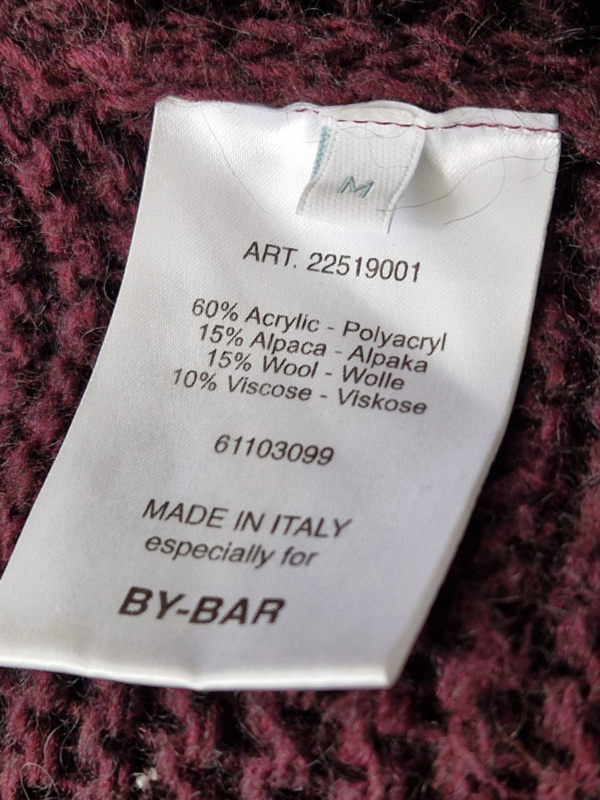 M
ART. 22519001
60% Acrylic - Polyacryl
15% Alpaca - Alpaka
15% Wool - Wolle
10% Viscose - Viskose
61103099
MADE IN ITALY
especially for
BY-BAR